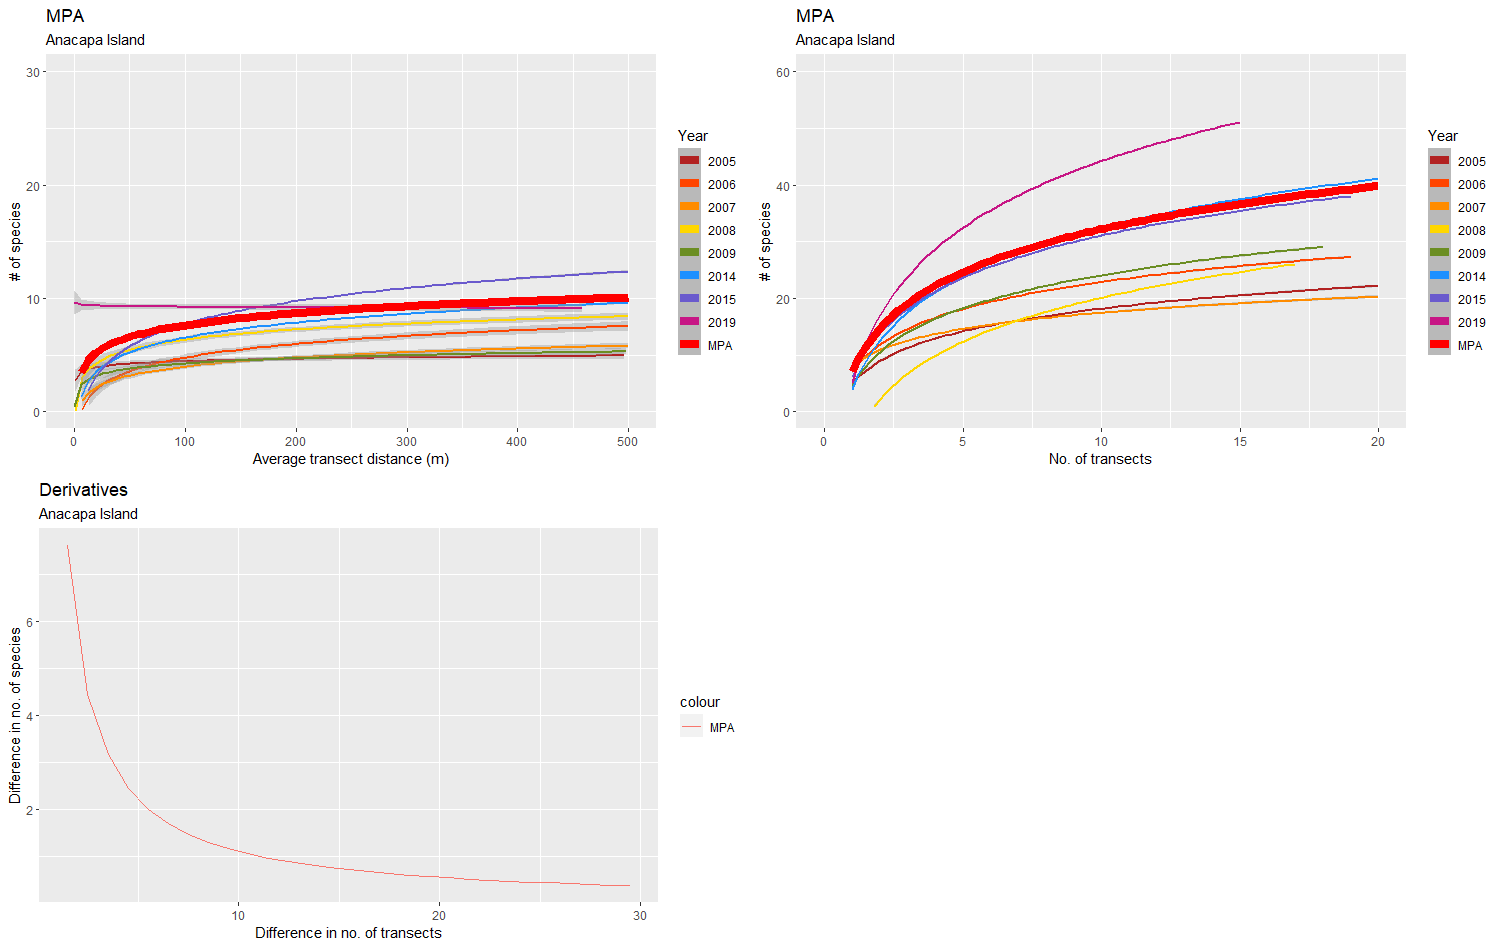 MPA
Anacapa Island
30
20
10
0
# of species
0 100 200 300 400 500
Average transect distance (m)
Year
2005
2006
2007
2008
2009
2014
2015
2019
MPA
MPA
Anacapa Island
60
40
20
0
# of species
0 5 10 15 20
No. of transects
Year
2005
2006
2007
2008
2009
2014
2015
2019
MPA
Derivatives
Anacapa Island
6
4
2
Difference in no. of species
10 20 30
Difference in no. of transects
colour
MPA